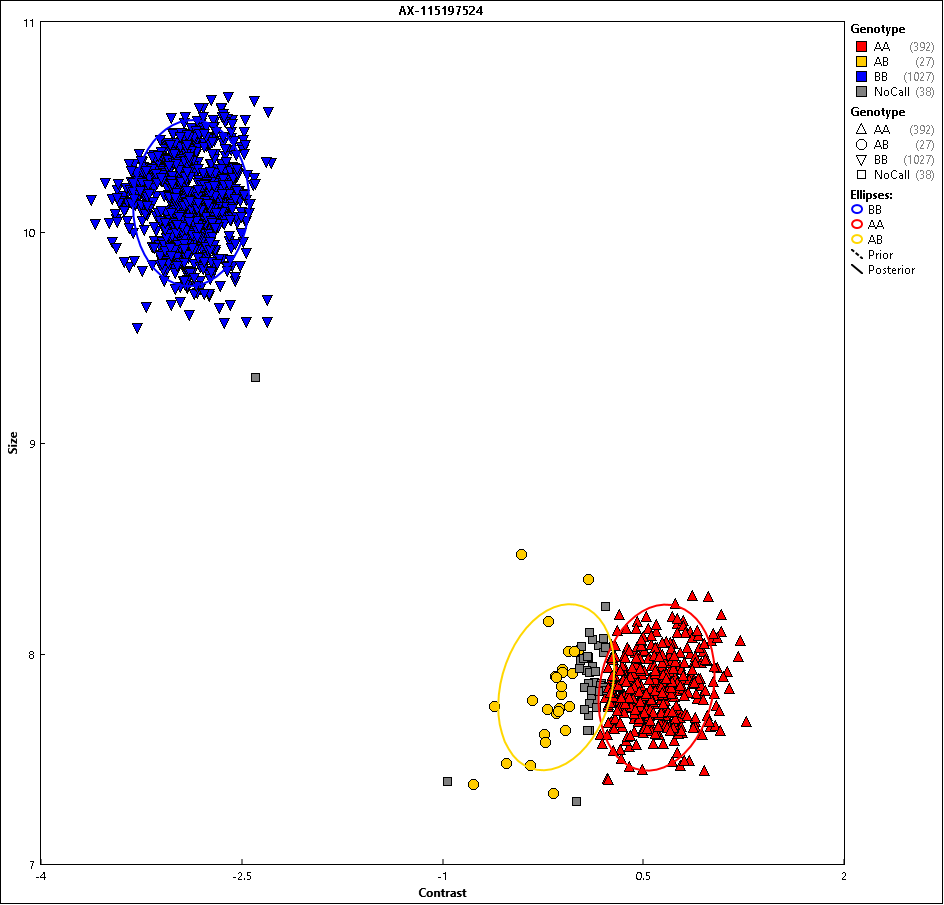 AX-115197524
11
10
9
8
7
Size
-4
-2.5
-1
0.5
2
Contrast
Genotype
AA (392)
AB (27)
BB (1027)
NoCall (38)
Genotype
AA (392)
AB (27)
BB (1027)
NoCall (38)
Ellipses:
BB
AA
AB
Prior
Posterior